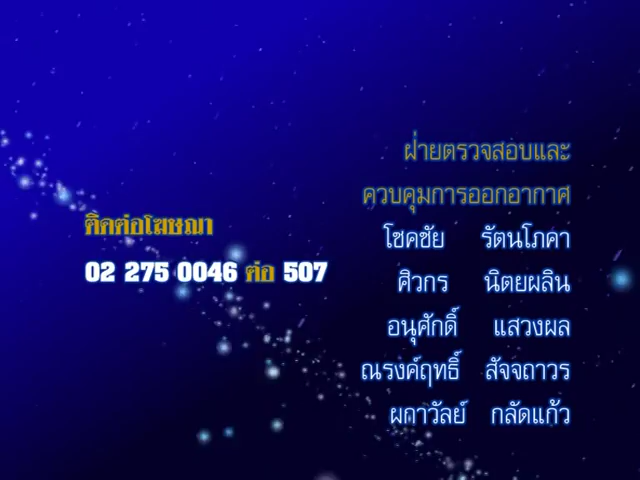 ติดต่อโฆษณา
02 275 0046 ต่อ 507
ฝ่ายตรวจสอบและ
ควบคุมการออกอากาศ
โชคชัย รัตนโภคา
ศิวกร นิตยผลิน
อนุศักดิ์ แสวงผล
ณรงค์ฤทธิ์ สัจจถาวร
ผกาวัลย์ กลัดแก้ว